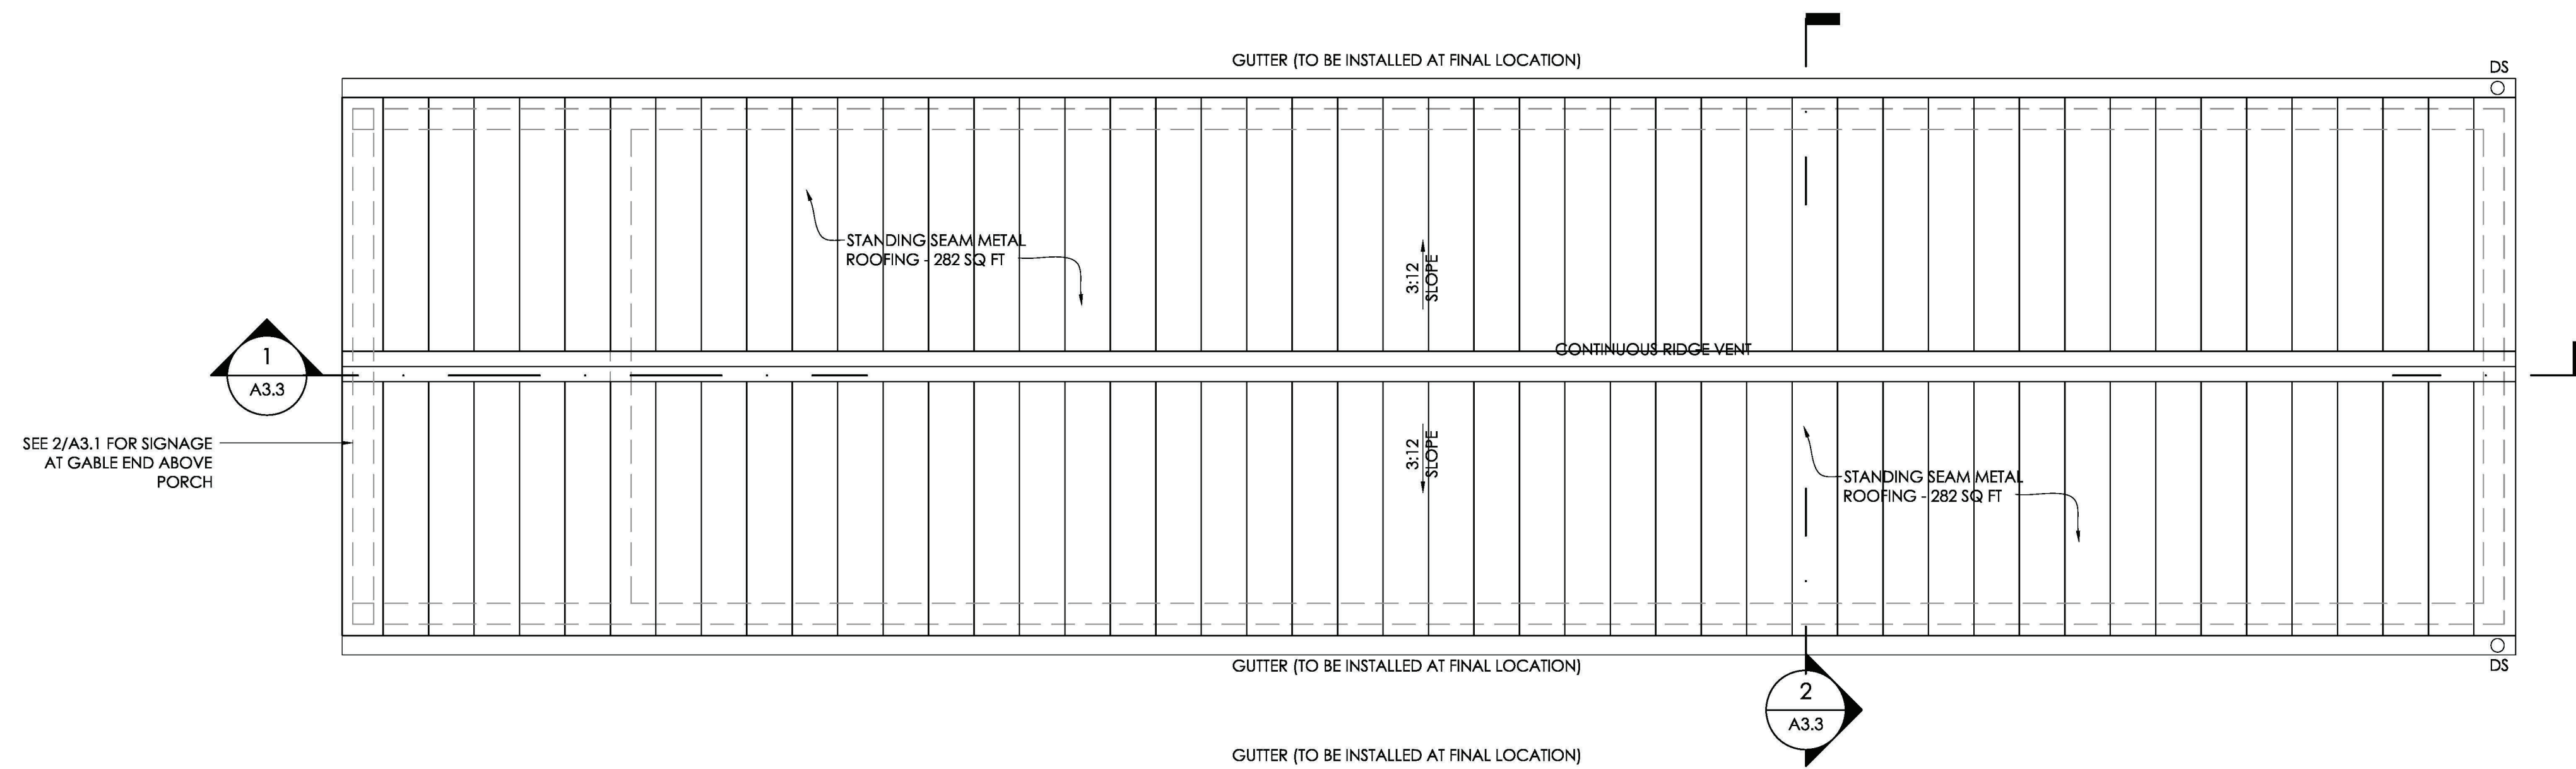 GUTTER (TO BE INSTALLED AT FINAL LOCATION)
DS
STANDING SEAM METAL
ROOFING - 282 SQ FT
3:12
SLOPE
CONTINUOUS RIDGE VENT
1
A3.3
SEE 2/A3.1 FOR SIGNAGE
AT GABLE END ABOVE
PORCH
3:12
SLOPE
STANDING SEAM METAL
ROOFING - 282 SQ FT
GUTTER (TO BE INSTALLED AT FINAL LOCATION)
DS
2
A3.3
GUTTER (TO BE INSTALLED AT FINAL LOCATION)